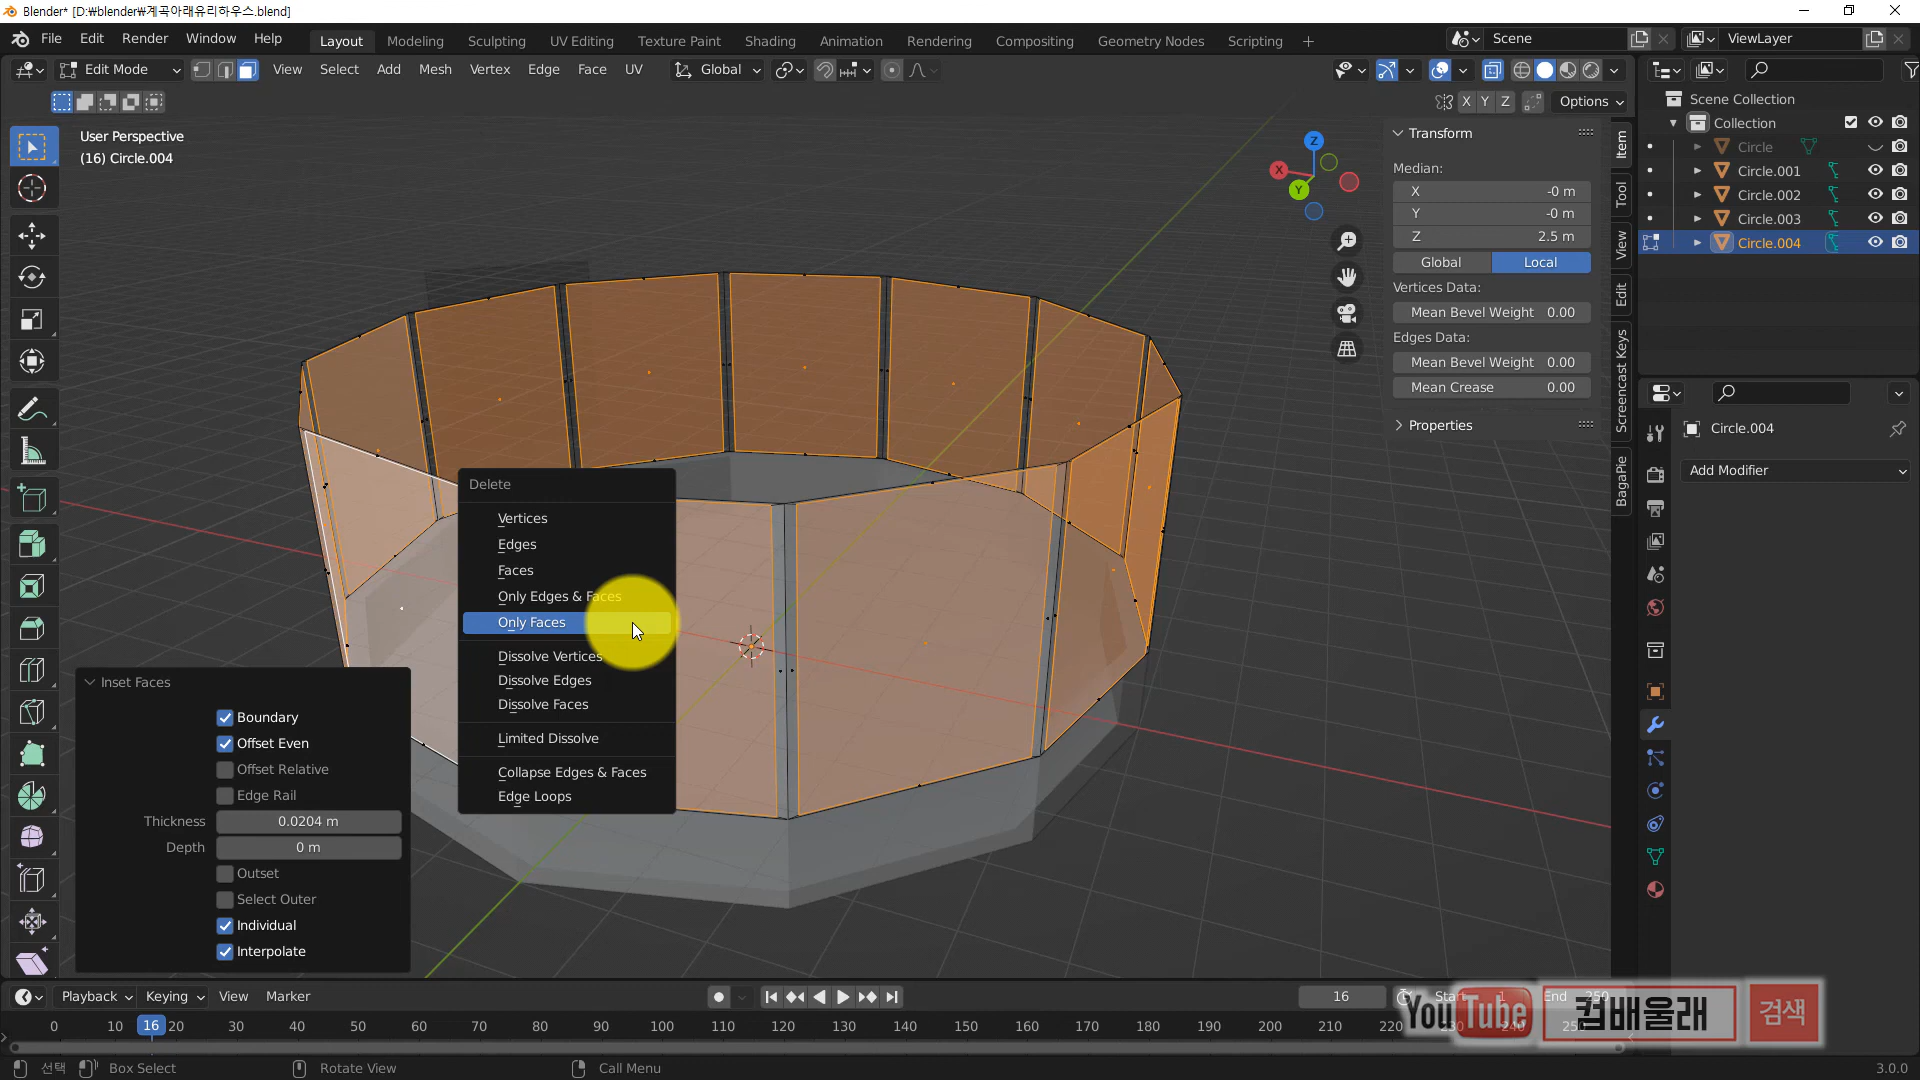 Blender* [D:₩blender₩계곡아래유리하우스.blend]
File Edit Render Window Help
Layout Modeling Sculpting UV Editing Texture Paint Shading Animation Rendering Compositing Geometry Nodes Scripting +
Scene
ViewLayer
Edit Mode
View Select Add Mesh Vertex Edge Face UV
Global
X Y Z
Options
User Perspective
(16) Circle.004
Z
X
Y
Transform
Median:
X -0 m
Y -0 m
Z 2.5 m
Global Local
Vertices Data:
Mean Bevel Weight 0.00
Edges Data:
Mean Bevel Weight 0.00
Mean Crease 0.00
Properties
Item
Tool
View
Edit
Screencast Keys
BagaPie
Scene Collection
Collection
Circle
Circle.001
Circle.002
Circle.003
Circle.004
Circle.004
Add Modifier
Delete
Vertices
Edges
Faces
Only Edges & Faces
Only Faces
Dissolve Vertices
Dissolve Edges
Dissolve Faces
Limited Dissolve
Collapse Edges & Faces
Edge Loops
Inset Faces
Boundary
Offset Even
Offset Relative
Edge Rail
Thickness 0.0204 m
Depth 0 m
Outset
Select Outer
Individual
Interpolate
Playback Keying View Marker
16
Start 1
End 250
0 10 16 20 30 40 50 60 70 80 90 100 110 120 130 140 150 160 170 180 190 200 210 220 230 240 250
YouTube 컴배울래 검색
선택 Box Select Rotate View Call Menu
3.0.0